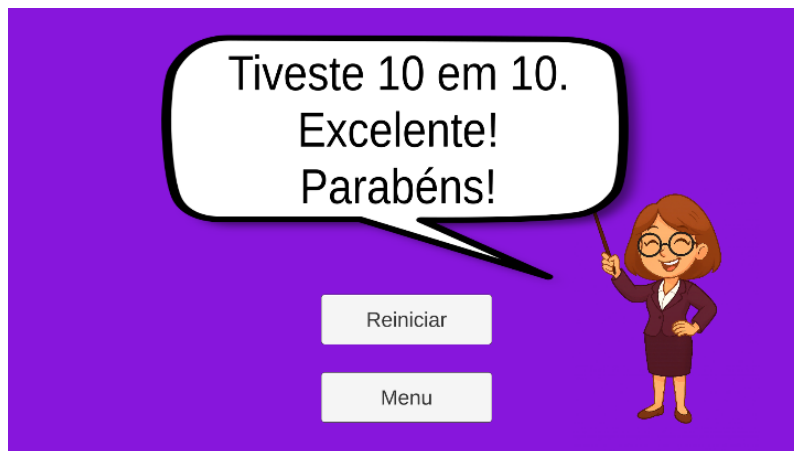 Tiveste 10 em 10.
Excelente!
Parabéns!
Reiniciar
Menu